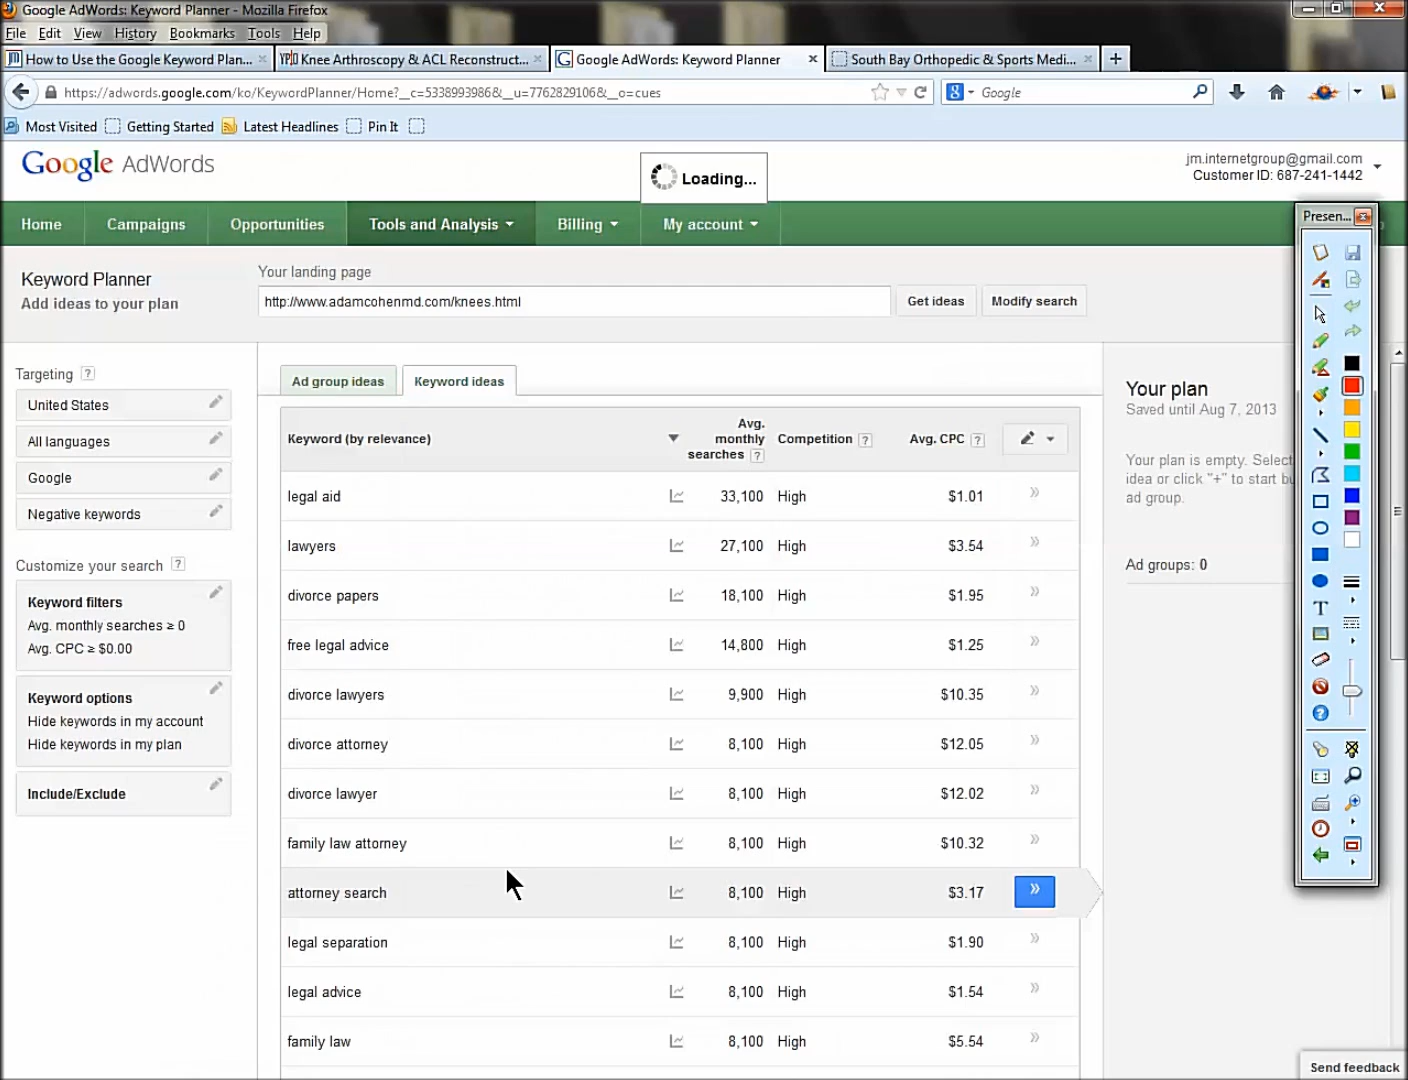 Google AdWords: Keyword Planner - Mozilla Firefox
File Edit View History Bookmarks Tools Help
How to Use the Google Keyword Plan... × Knee Arthroscopy & ACL Reconstruct... × Google AdWords: Keyword Planner × South Bay Orthopedic & Sports Medi... × +
https://adwords.google.com/ko/KeywordPlanner/Home?__c=5338993986&__u=7762829106&__o=cues Google
Most Visited Getting Started Latest Headlines Pin It
Google AdWords
Loading...
jm.internetgroup@gmail.com
Customer ID: 687-241-1442
Home Campaigns Opportunities Tools and Analysis Billing My account
Presen...
Keyword Planner
Add ideas to your plan
Your landing page
http://www.adamcohenmd.com/knees.html
Get ideas Modify search
Targeting ?
United States
All languages
Google
Negative keywords
Customize your search ?
Keyword filters
Avg. monthly searches ≥ 0
Avg. CPC ≥ $0.00
Keyword options
Hide keywords in my account
Hide keywords in my plan
Include/Exclude
Ad group ideas Keyword ideas
Keyword (by relevance) Avg. monthly searches ? Competition ? Avg. CPC ?
legal aid 33,100 High $1.01 »
lawyers 27,100 High $3.54 »
divorce papers 18,100 High $1.95 »
free legal advice 14,800 High $1.25 »
divorce lawyers 9,900 High $10.35 »
divorce attorney 8,100 High $12.05 »
divorce lawyer 8,100 High $12.02 »
family law attorney 8,100 High $10.32 »
attorney search 8,100 High $3.17 »
legal separation 8,100 High $1.90 »
legal advice 8,100 High $1.54 »
family law 8,100 High $5.54 »
Your plan
Saved until Aug 7, 2013
Your plan is empty. Select
idea or click "+" to start bu
ad group.
Ad groups: 0
T
Send feedback